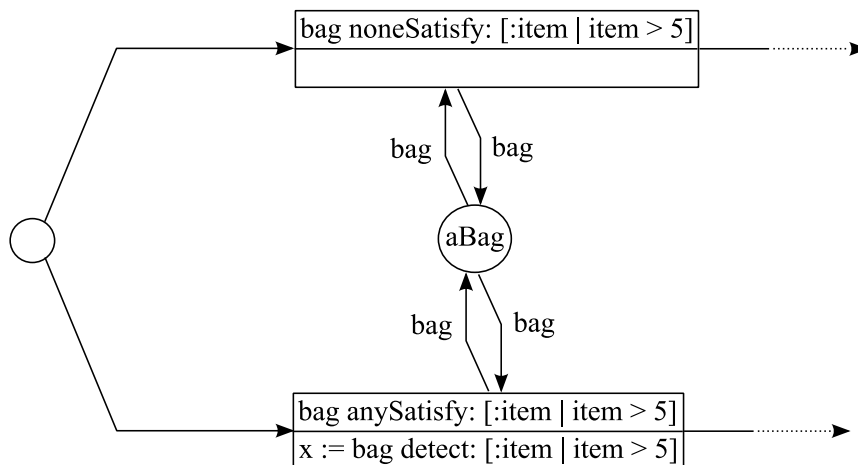 bag noneSatisfy: [:item | item > 5]
bag
bag
aBag
bag
bag
bag anySatisfy: [:item | item > 5]
x := bag detect: [:item | item > 5]